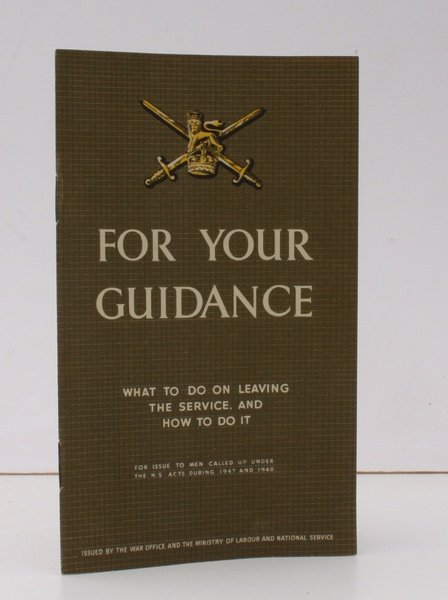 FOR YOUR
GUIDANCE
WHAT TO DO ON LEAVING
THE SERVICE, AND
HOW TO DO IT
FOR ISSUE TO MEN CALLED UP UNDER
THE N.S. ACTS DURING 1947 AND 1948
ISSUED BY THE WAR OFFICE AND THE MINISTRY OF LABOUR AND NATIONAL SERVICE